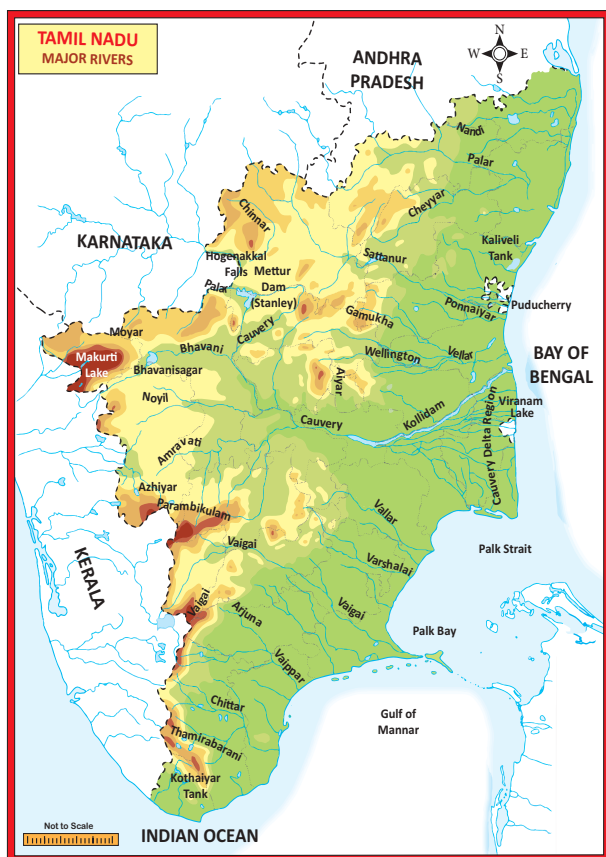 TAMIL NADU
MAJOR RIVERS
N
W E
S
ANDHRA
PRADESH
Nandi
Palar
Cheyyar
Chinnar
KARNATAKA
Hogenakkal
Falls
Mettur
Dam
(Stanley)
Sattanur
Kaliveli
Tank
Palar
Ponnaiyar
Puducherry
Gamukha
Cauvery
Moyar
Bhavani
Makurti
Lake
Bhavanisagar
Wellington
Vellar
BAY OF
BENGAL
Noyil
Aiyar
Viranam
Lake
Cauvery
Kollidam
Cauvery Delta Region
Amravati
Azhiyar
Parambikulam
Vallar
Vaigai
Varshalai
Palk Strait
KERALA
Vaigai
Arjuna
Vaigai
Palk Bay
Vaippar
Chittar
Gulf of
Mannar
Thamirabarani
Kothaiyar
Tank
Not to Scale
INDIAN OCEAN